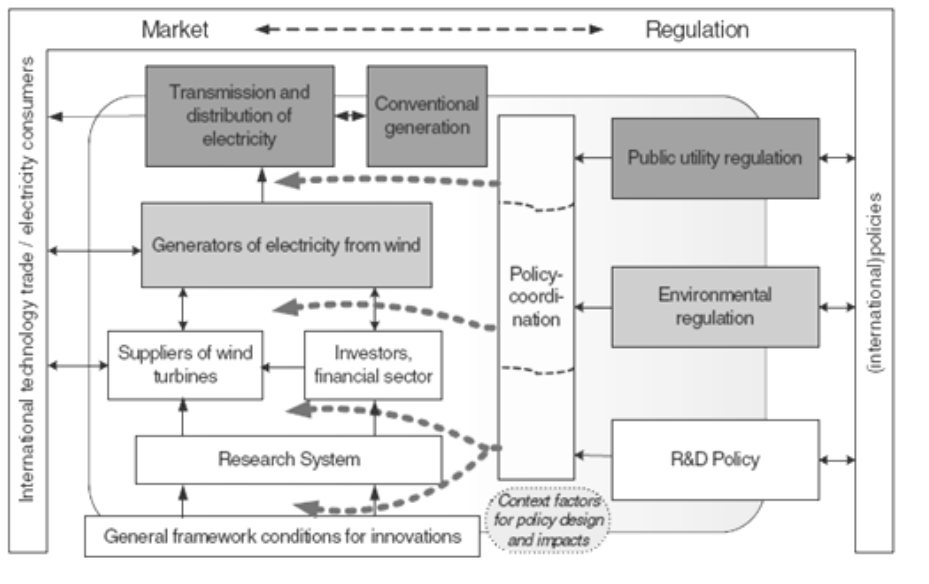 Market
Regulation
International technology trade / electricity consumers
Transmission and
distribution of
electricity
Conventional
generation
Public utility regulation
Generators of electricity from wind
Policy-
coordi-
nation
Environmental
regulation
(international)policies
Suppliers of wind
turbines
Investors,
financial sector
Research System
R&D Policy
Context factors
for policy design
and impacts
General framework conditions for innovations